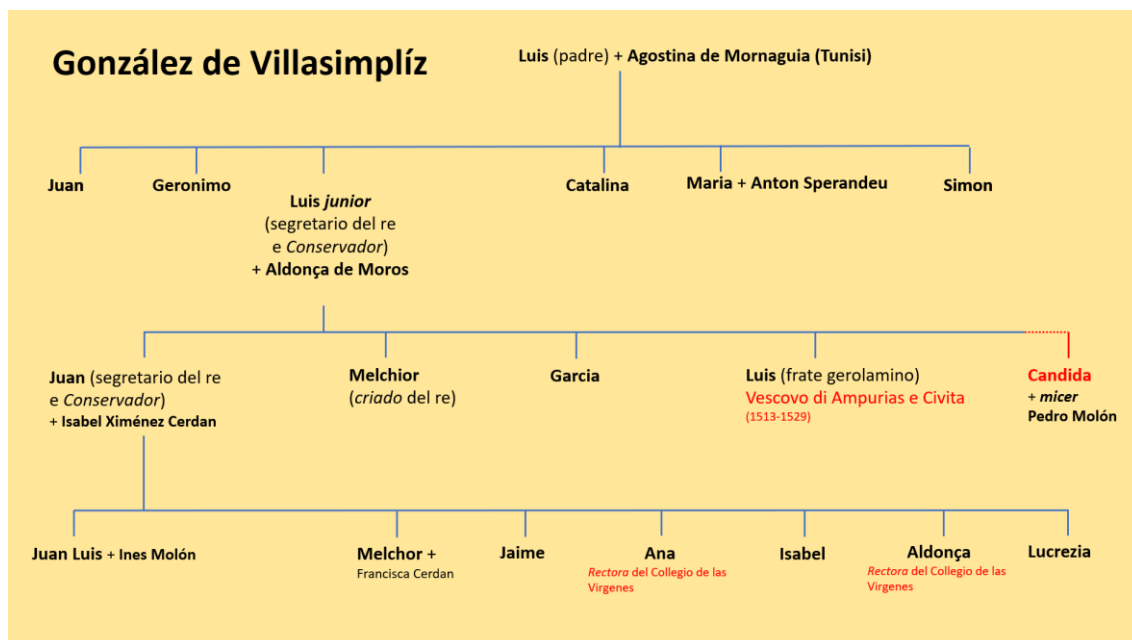 González de Villasimplíz
Luis (padre) + Agostina de Mornaguia (Tunisi)
Juan
Geronimo
Luis junior
(segretario del re
e Conservador)
+ Aldonça de Moros
Catalina
Maria + Anton Sperandeu
Simon
Juan (segretario del re
e Conservador)
+ Isabel Ximénez Cerdan
Melchior
(criado del re)
Garcia
Luis (frate gerolamino)
Vescovo di Ampurias e Civita
(1513-1529)
Candida
+ micer
Pedro Molón
Juan Luis + Ines Molón
Melchor +
Francisca Cerdan
Jaime
Ana
Rectora del Collegio de las
Virgenes
Isabel
Aldonça
Rectora del Collegio de las
Virgenes
Lucrezia